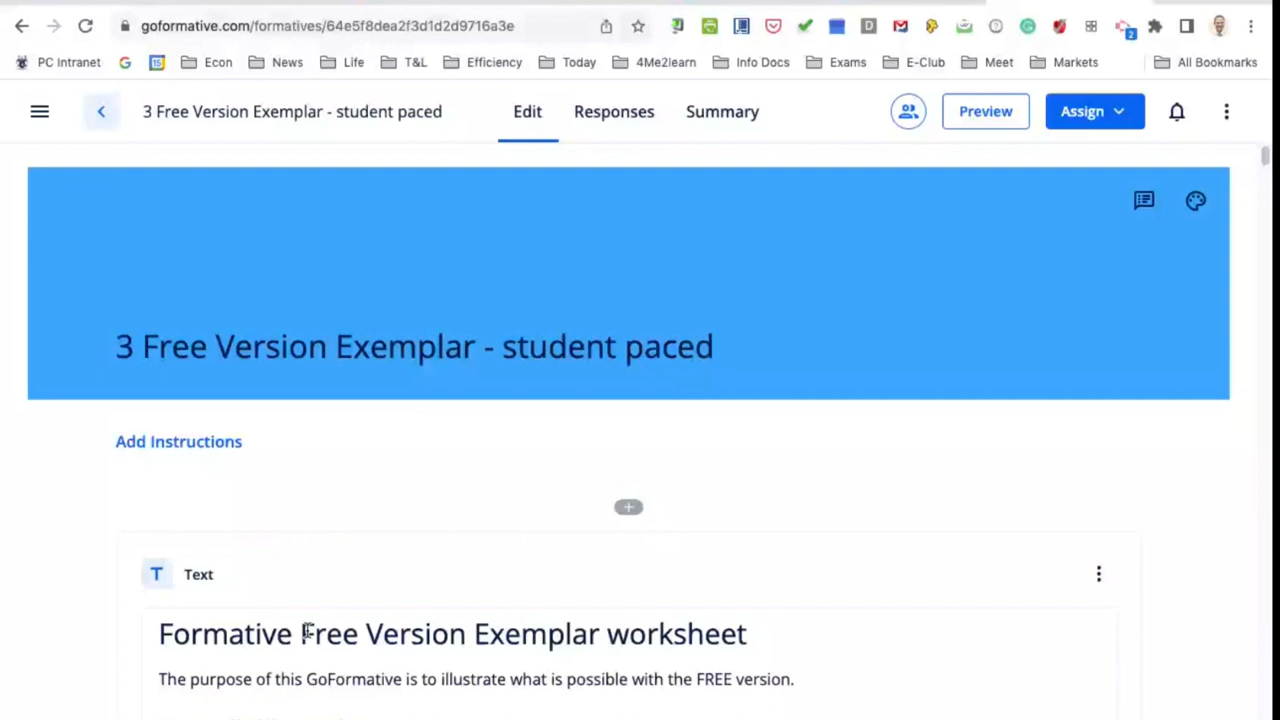 goformative.com/formatives/64e5f8dea2f3d1d2d9716a3e
2
PC Intranet
15
Econ
News
Life
T&L
Efficiency
Today
4Me2learn
Info Docs
Exams
E-Club
Meet
Markets
All Bookmarks
3 Free Version Exemplar - student paced
Edit
Responses
Summary
Preview
Assign
3 Free Version Exemplar - student paced
Add Instructions
T Text
Formative Free Version Exemplar worksheet
The purpose of this GoFormative is to illustrate what is possible with the FREE version.